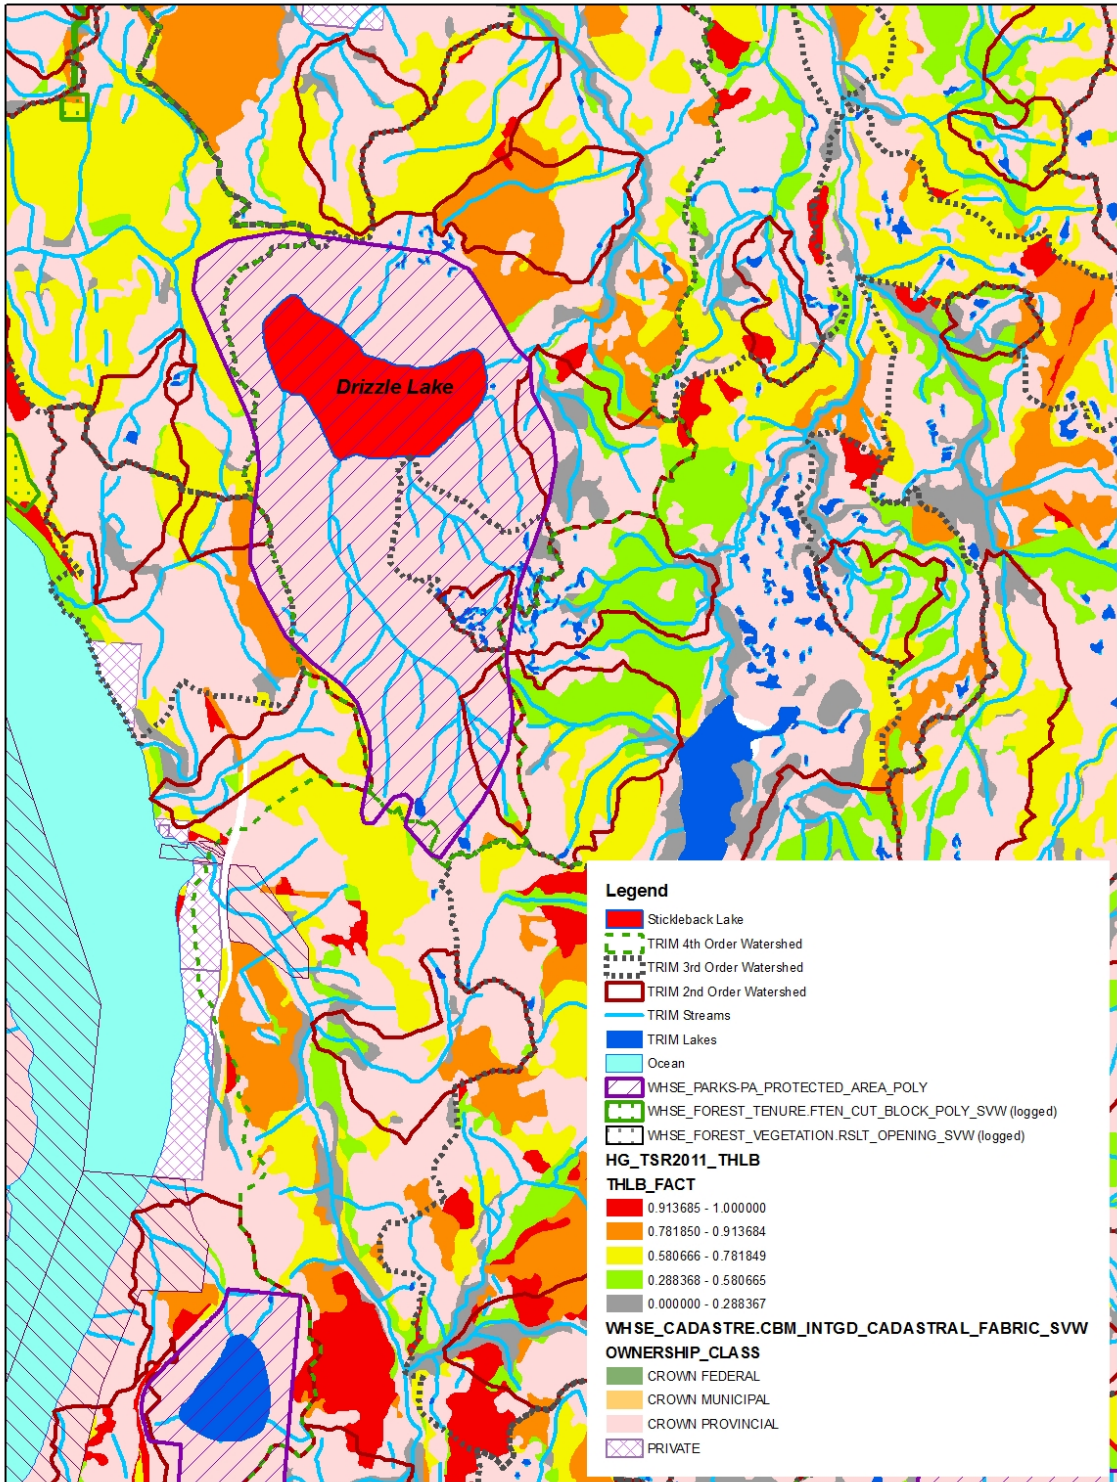 Drizzle Lake
Legend
Stickleback Lake
TRIM 4th Order Watershed
TRIM 3rd Order Watershed
TRIM 2nd Order Watershed
TRIM Streams
TRIM Lakes
Ocean
WHSE_PARKS-PA_PROTECTED_AREA_POLY
WHSE_FOREST_TENURE.FTEN_CUT_BLOCK_POLY_SVW (logged)
WHSE_FOREST_VEGETATION.RSLT_OPENING_SVW (logged)
HG_TSR2011_THLB
THLB_FACT
0.913685 - 1.000000
0.781850 - 0.913684
0.580666 - 0.781849
0.288368 - 0.580665
0.000000 - 0.288367
WHSE_CADASTRE.CBM_INTGD_CADASTRAL_FABRIC_SVW
OWNERSHIP_CLASS
CROWN FEDERAL
CROWN MUNICIPAL
CROWN PROVINCIAL
PRIVATE